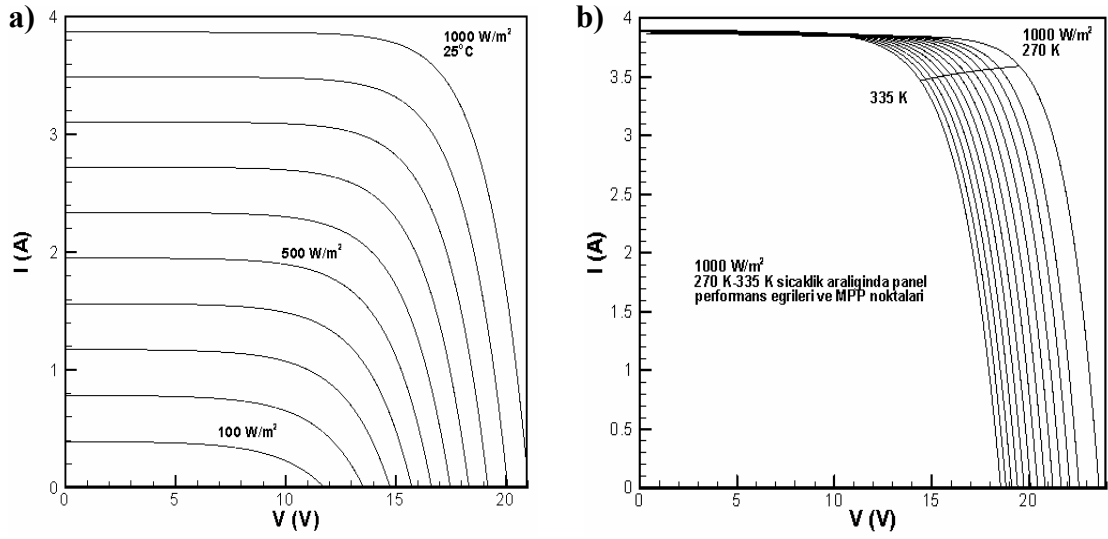 a)
1000 W/m²
25°C
500 W/m²
100 W/m²
I (A)
4
3
2
1
0
0 5 10 15 20
V (V)
b)
1000 W/m²
270 K
335 K
1000 W/m²
270 K-335 K sicaklik araliginda panel
performans egrileri ve MPP noktalari
I (A)
4
3.5
3
2.5
2
1.5
1
0.5
0
0 5 10 15 20
V (V)